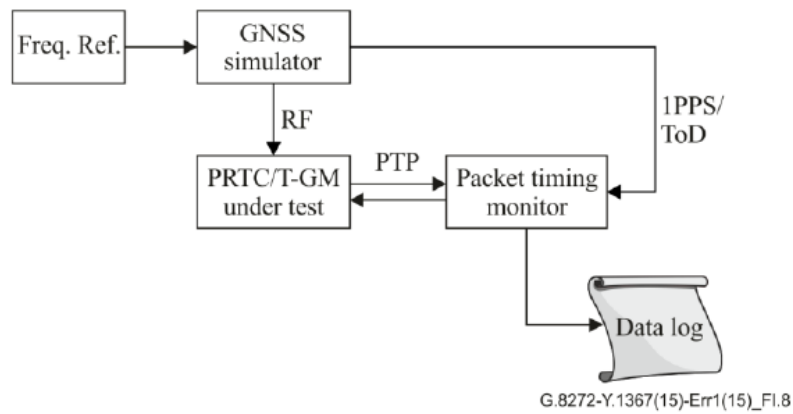 Freq. Ref.
GNSS
simulator
1PPS/
ToD
RF
PRTC/T-GM
under test
PTP
Packet timing
monitor
Data log
G.8272-Y.1367(15)-Err1(15)_FI.8